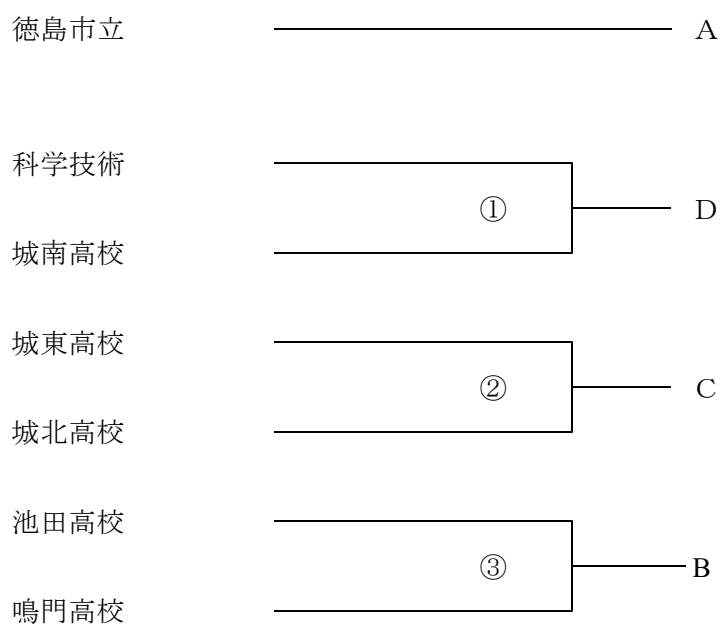 徳島市立 A
科学技術
① D
城南高校
城東高校
② C
城北高校
池田高校
③ B
鳴門高校